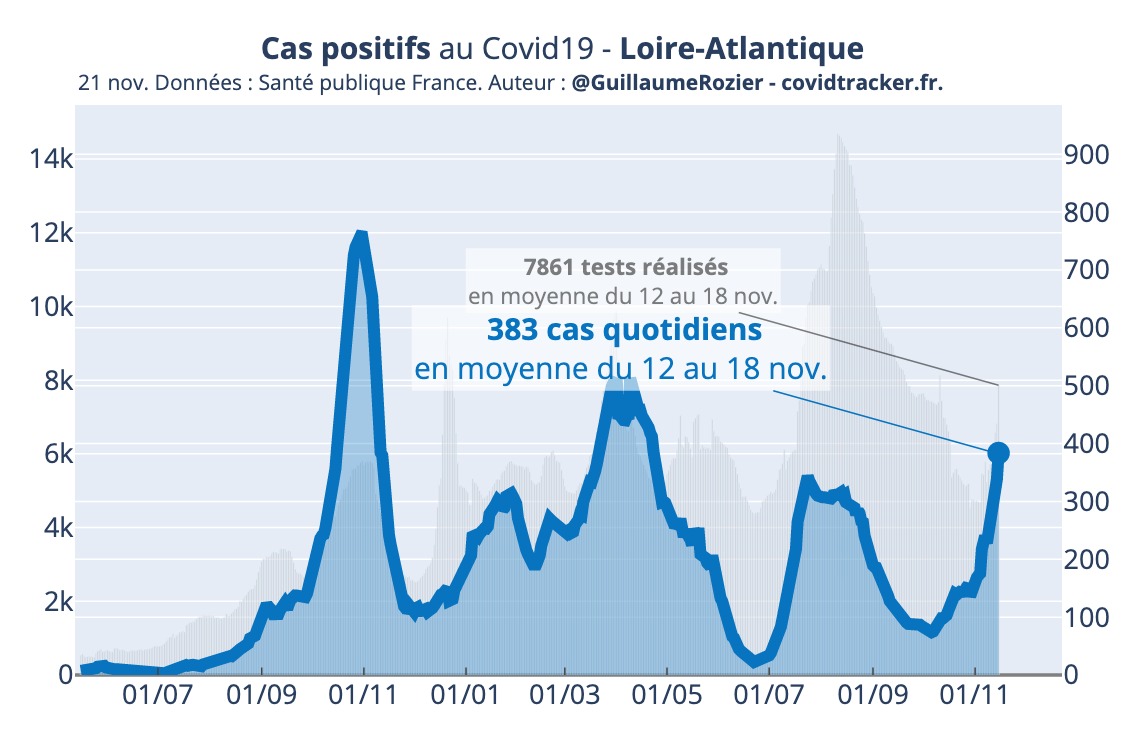 Cas positifs au Covid19 - Loire-Atlantique
21 nov. Données : Santé publique France. Auteur : @GuillaumeRozier - covidtracker.fr.
14k
12k
10k
8k
6k
4k
2k
0
900
800
700
600
500
400
300
200
100
0
7861 tests réalisés
en moyenne du 12 au 18 nov.
383 cas quotidiens
en moyenne du 12 au 18 nov.
01/07 01/09 01/11 01/01 01/03 01/05 01/07 01/09 01/11